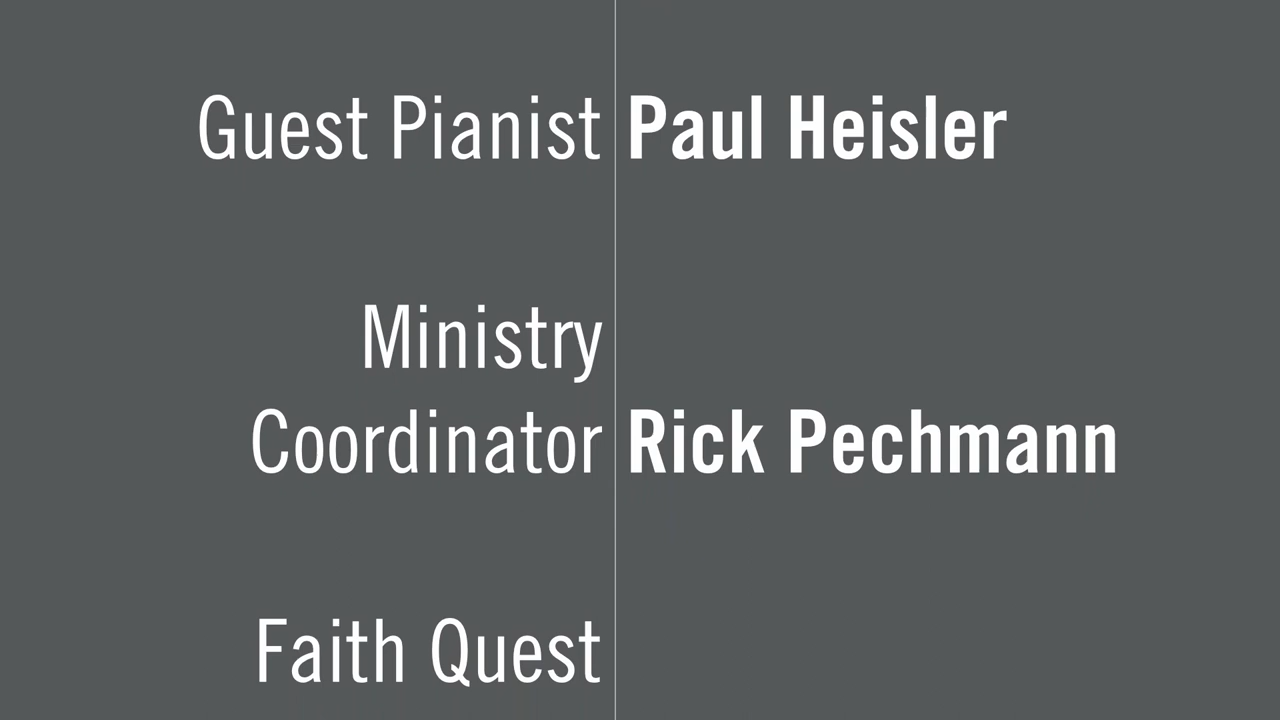 Guest Pianist Paul Heisler
Ministry
Coordinator Rick Pechmann
Faith Quest